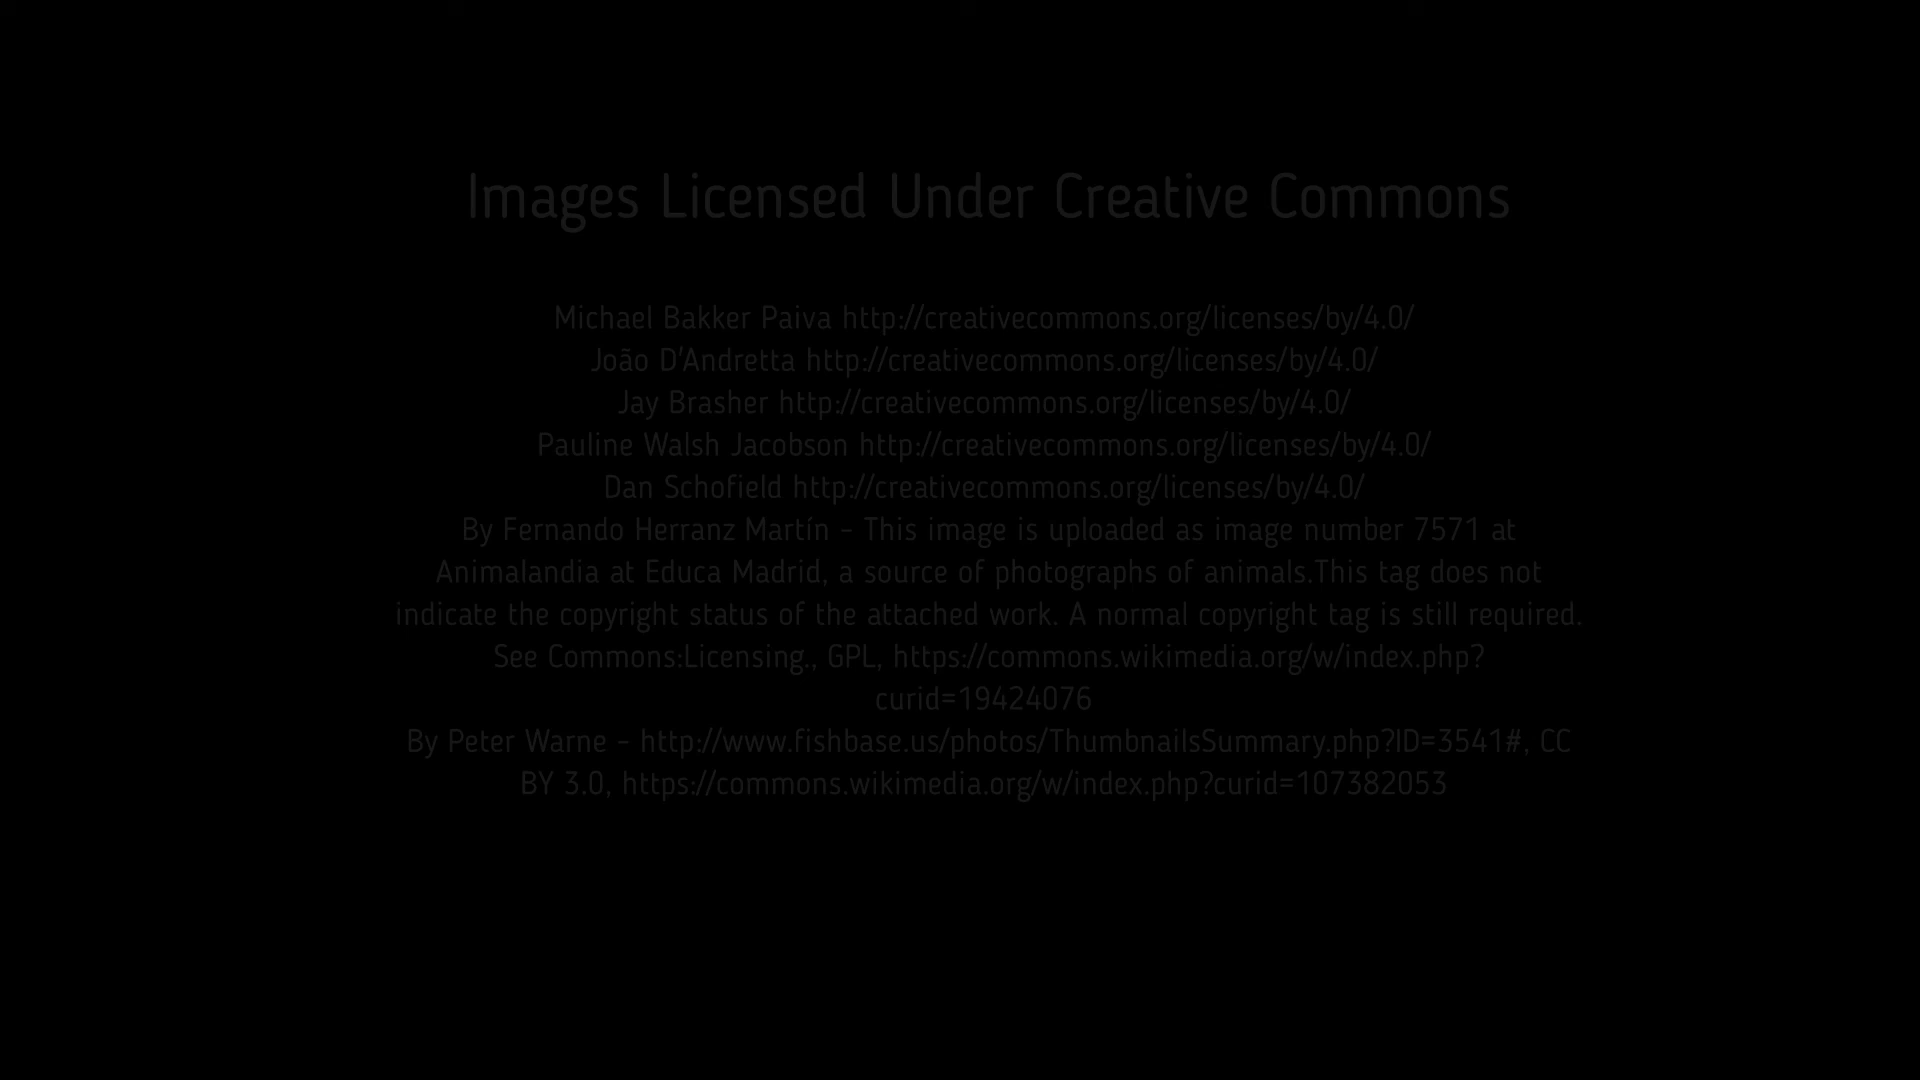 Images Licensed Under Creative Commons
Michael Bakker Paiva http://creativecommons.org/licenses/by/4.0/
João D'Andretta http://creativecommons.org/licenses/by/4.0/
Jay Brasher http://creativecommons.org/licenses/by/4.0/
Pauline Walsh Jacobson http://creativecommons.org/licenses/by/4.0/
Dan Schofield http://creativecommons.org/licenses/by/4.0/
By Fernando Herranz Martín - This image is uploaded as image number 7571 at
Animalandia at Educa Madrid, a source of photographs of animals.This tag does not
indicate the copyright status of the attached work. A normal copyright tag is still required.
See Commons:Licensing., GPL, https://commons.wikimedia.org/w/index.php?
curid=19424076
By Peter Warne - http://www.fishbase.us/photos/ThumbnailsSummary.php?ID=3541#, CC
BY 3.0, https://commons.wikimedia.org/w/index.php?curid=107382053